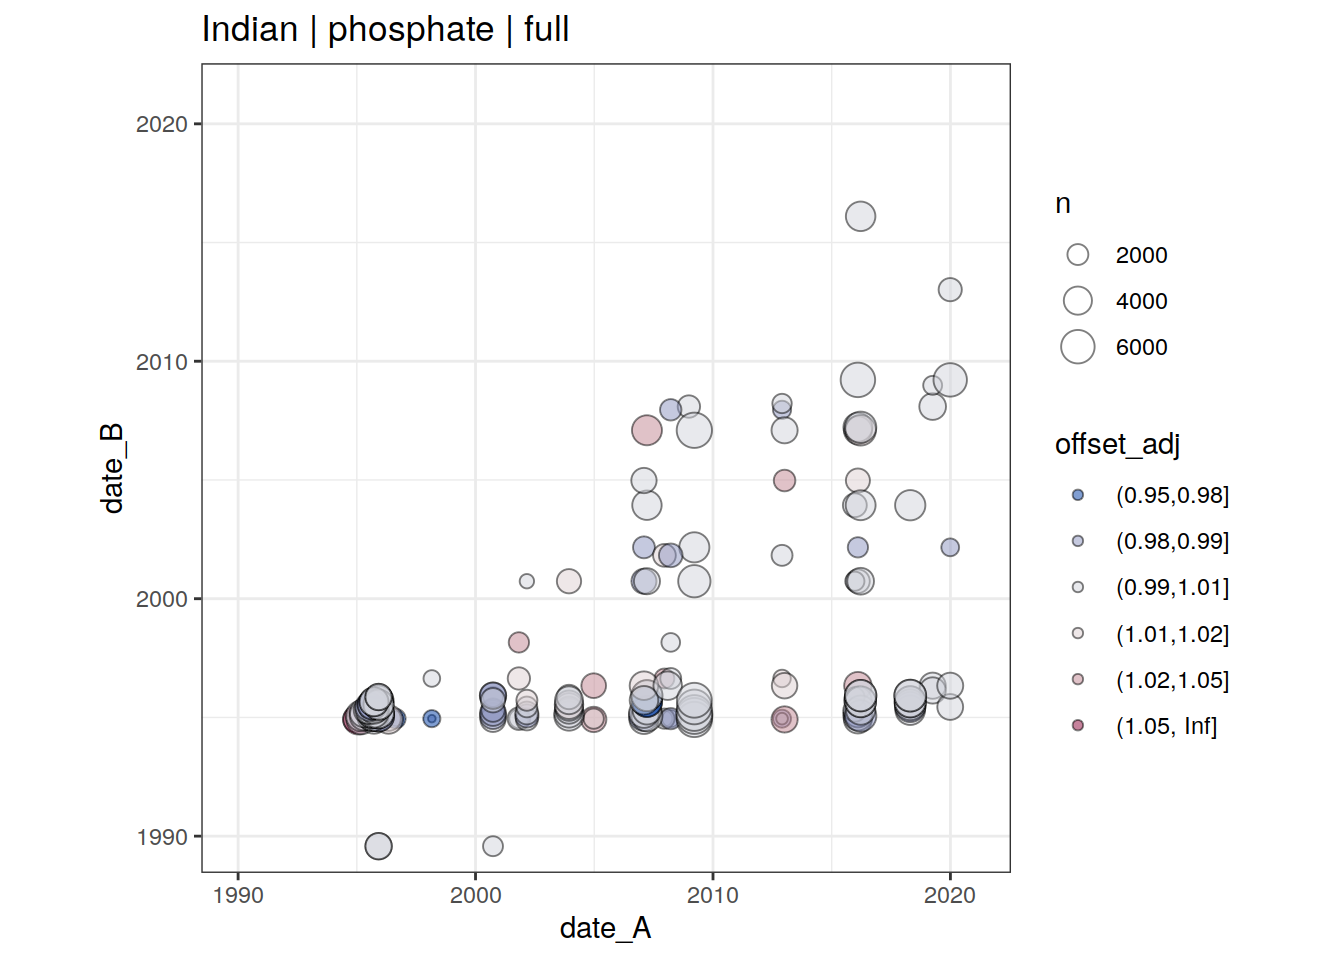 Indian | phosphate | full
2020
2010
2000
1990
date_B
1990
2000
2010
2020
date_A
n
2000
4000
6000
offset_adj
(0.95,0.98]
(0.98,0.99]
(0.99,1.01]
(1.01,1.02]
(1.02,1.05]
(1.05, Inf]